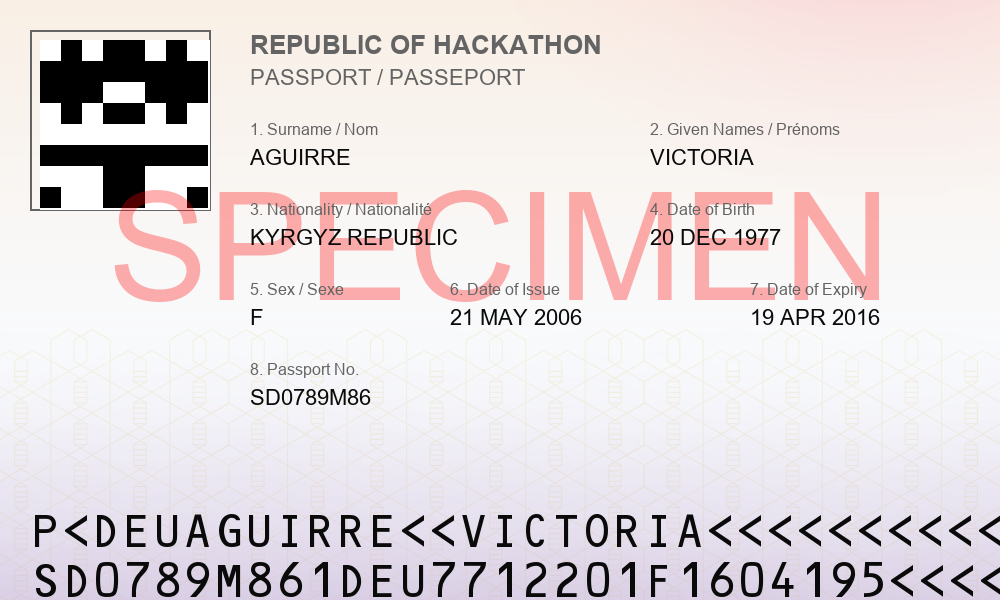 REPUBLIC OF HACKATHON
PASSPORT / PASSEPORT
1. Surname / Nom 2. Given Names / Prénoms
AGUIRRE VICTORIA
SPECIMEN
3. Nationality / Nationalité 4. Date of Birth
KYRGYZ REPUBLIC 20 DEC 1977
5. Sex / Sexe 6. Date of Issue 7. Date of Expiry
F 21 MAY 2006 19 APR 2016
8. Passport No.
SD0789M86
P<DEUAGUIRRE<<VICTORIA<<<<<<<<<<
SD0789M861DEU7712201F1604195<<<<